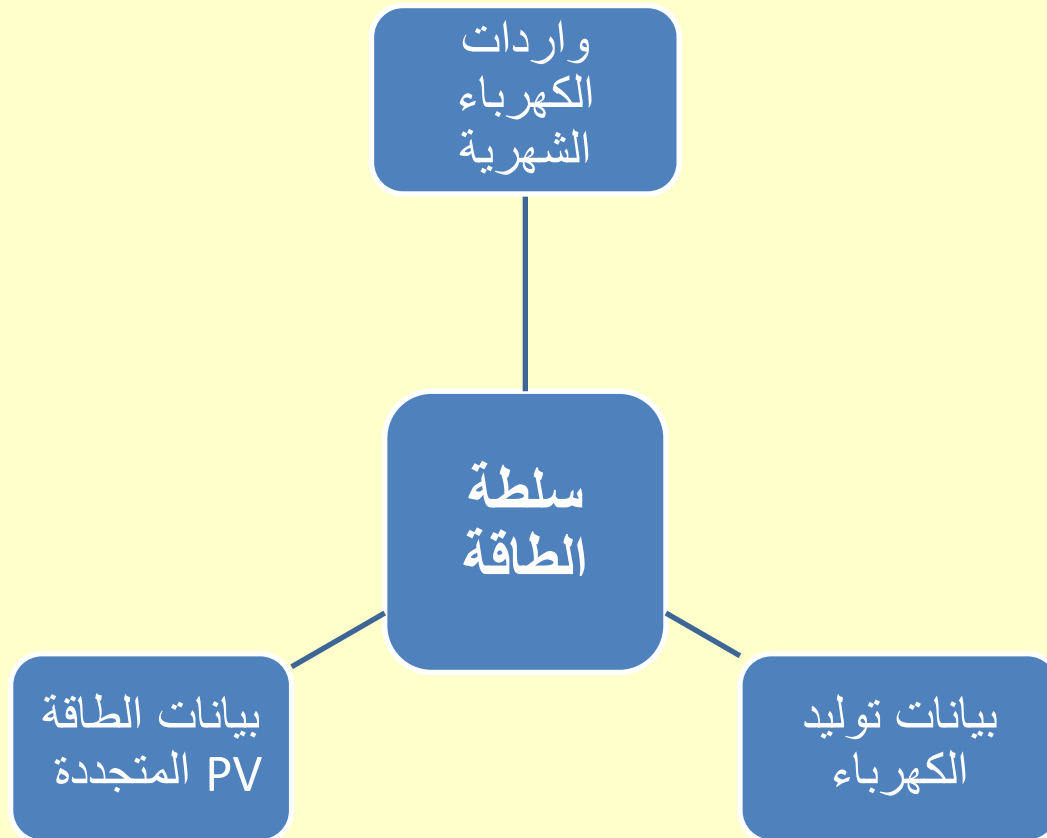 واردات
الكهرباء
الشهرية
سلطة
الطاقة
بيانات توليد
الكهرباء
بيانات الطاقة
المتجددة PV